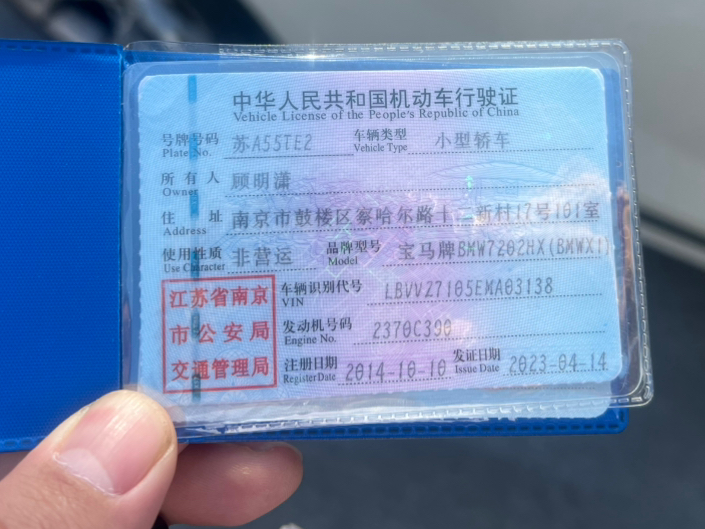 中华人民共和国机动车行驶证
Vehicle License of the People's Republic of China
号牌号码 苏A55TE2 车辆类型 小型轿车
Plate No. Vehicle Type
所有人 顾明潇
Owner
住址 南京市鼓楼区察哈尔路十二新村17号101室
Address
使用性质 非营运 品牌型号 宝马牌BMW7202HX(BMWX1)
Use Character Model
江苏省南京
市公安局
交通管理局
车辆识别代号 LBVVZ7105EMA03138
VIN
发动机号码 2370C390
Engine No.
注册日期 2014-10-10 发证日期 2023-04-14
Register Date Issue Date